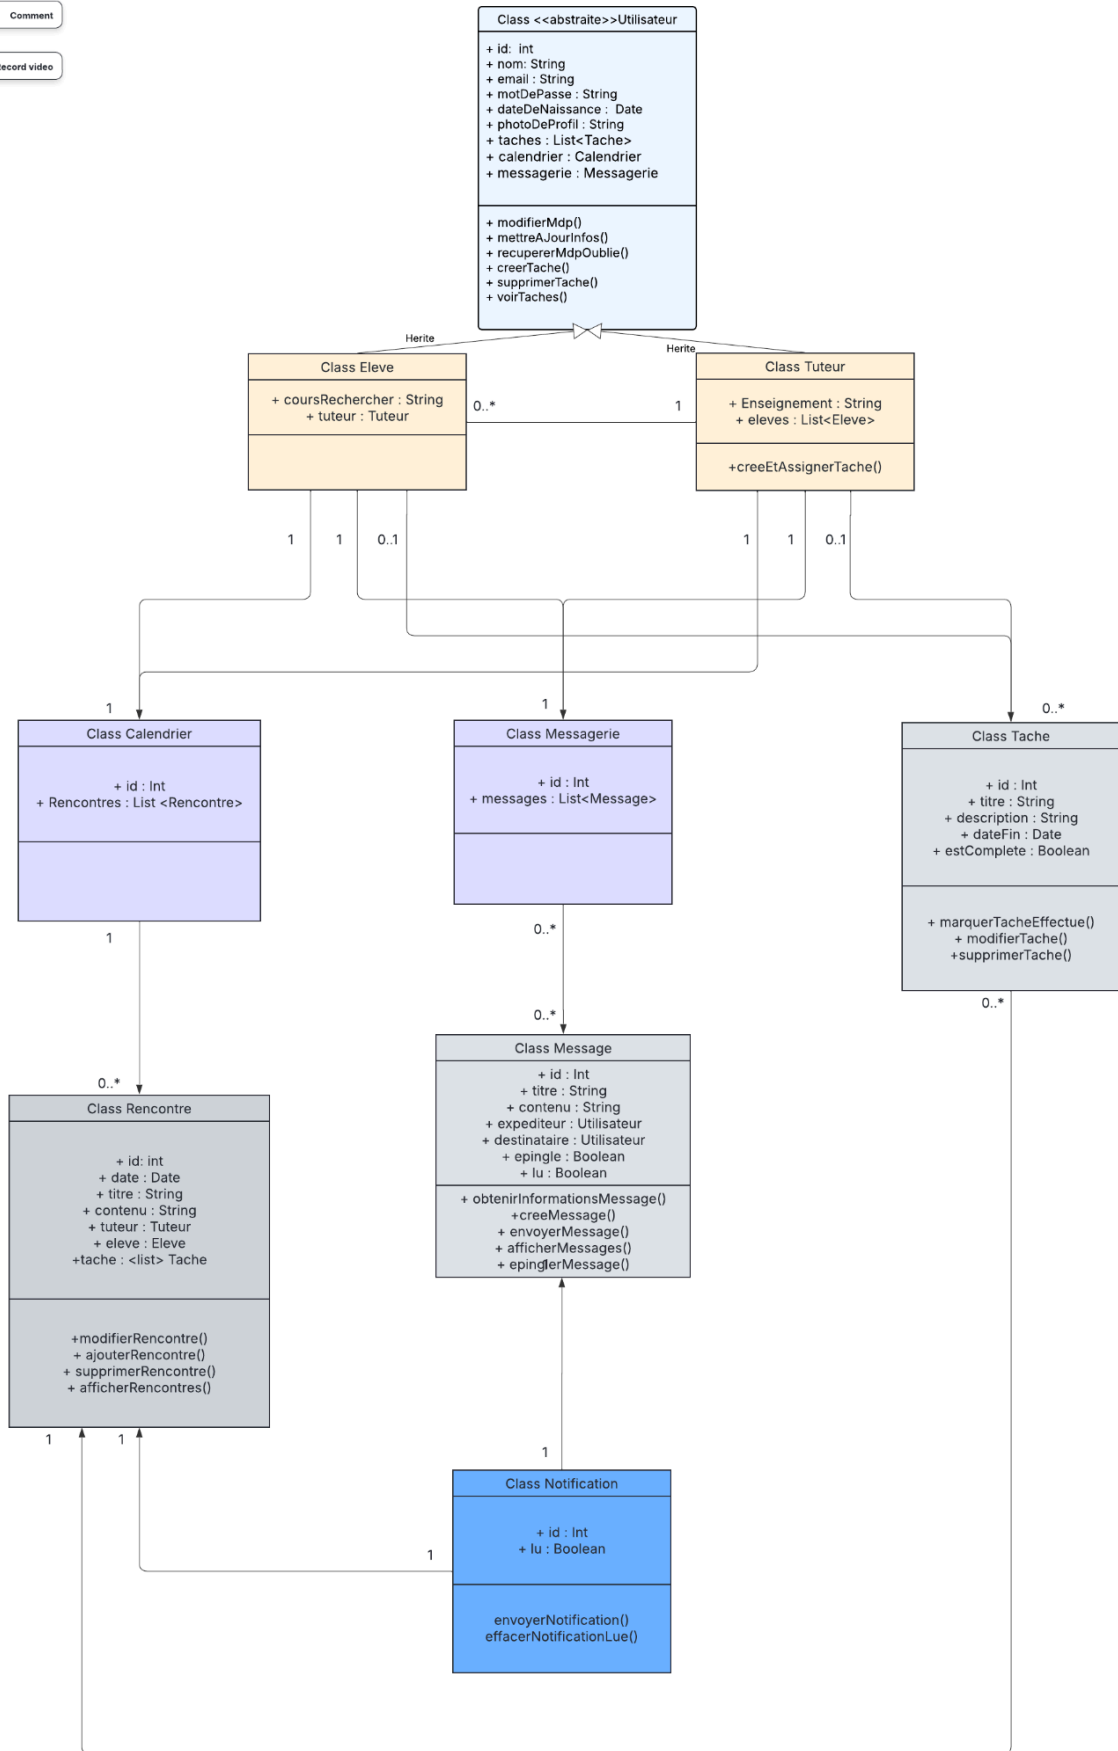 Comment
Record video
Class <<abstraite>>Utilisateur
+ id:  int
+ nom: String
+ email : String
+ motDePasse : String
+ dateDeNaissance :  Date
+ photoDeProfil : String
+ taches : List<Tache>
+ calendrier : Calendrier
+ messagerie : Messagerie
+ modifierMdp()
+ mettreAJourInfos()
+ recupererMdpOublie()
+ creerTache()
+ supprimerTache()
+ voirTaches()
Herite
Herite
Class Eleve
+ coursRechercher : String
+ tuteur : Tuteur
0..*
1
Class Tuteur
+ Enseignement : String
+ eleves : List<Eleve>
+creeEtAssignerTache()
1
1
0..1
1
1
0..1
1
1
0..*
Class Calendrier
+ id : Int
+ Rencontres : List <Rencontre>
Class Messagerie
+ id : Int
+ messages : List<Message>
Class Tache
+ id : Int
+ titre : String
+ description : String
+ dateFin : Date
+ estComplete : Boolean
+ marquerTacheEffectue()
+ modifierTache()
+supprimerTache()
1
0..*
0..*
0..*
0..*
Class Message
+ id : Int
+ titre : String
+ contenu : String
+ expediteur : Utilisateur
+ destinataire : Utilisateur
+ epingle : Boolean
+ lu : Boolean
+ obtenirInformationsMessage()
+creeMessage()
+ envoyerMessage()
+ afficherMessages()
+ epinglerMessage()
Class Rencontre
+ id: int
+ date : Date
+ titre : String
+ contenu : String
+ tuteur : Tuteur
+ eleve : Eleve
+tache : <list> Tache
+modifierRencontre()
+ ajouterRencontre()
+ supprimerRencontre()
+ afficherRencontres()
1
1
1
Class Notification
+ id : Int
+ lu : Boolean
envoyerNotification()
effacerNotificationLue()
1